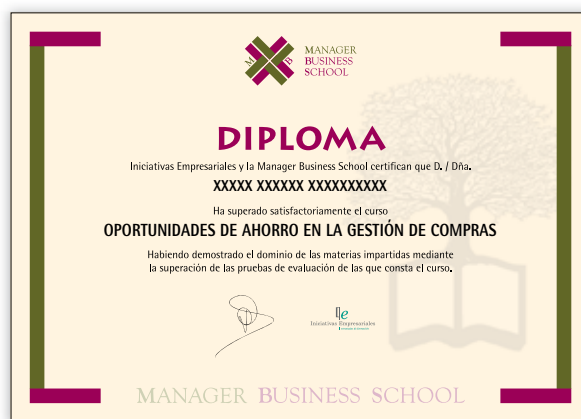 M B
MANAGER
BUSINESS
SCHOOL
DIPLOMA
Iniciativas Empresariales y la Manager Business School certifican que D. / Dña.
XXXXX XXXXXX XXXXXXXXXX
Ha superado satisfactoriamente el curso
OPORTUNIDADES DE AHORRO EN LA GESTIÓN DE COMPRAS
Habiendo demostrado el dominio de las materias impartidas mediante
la superación de las pruebas de evaluación de las que consta el curso.
Iniciativas Empresariales
MANAGER BUSINESS SCHOOL